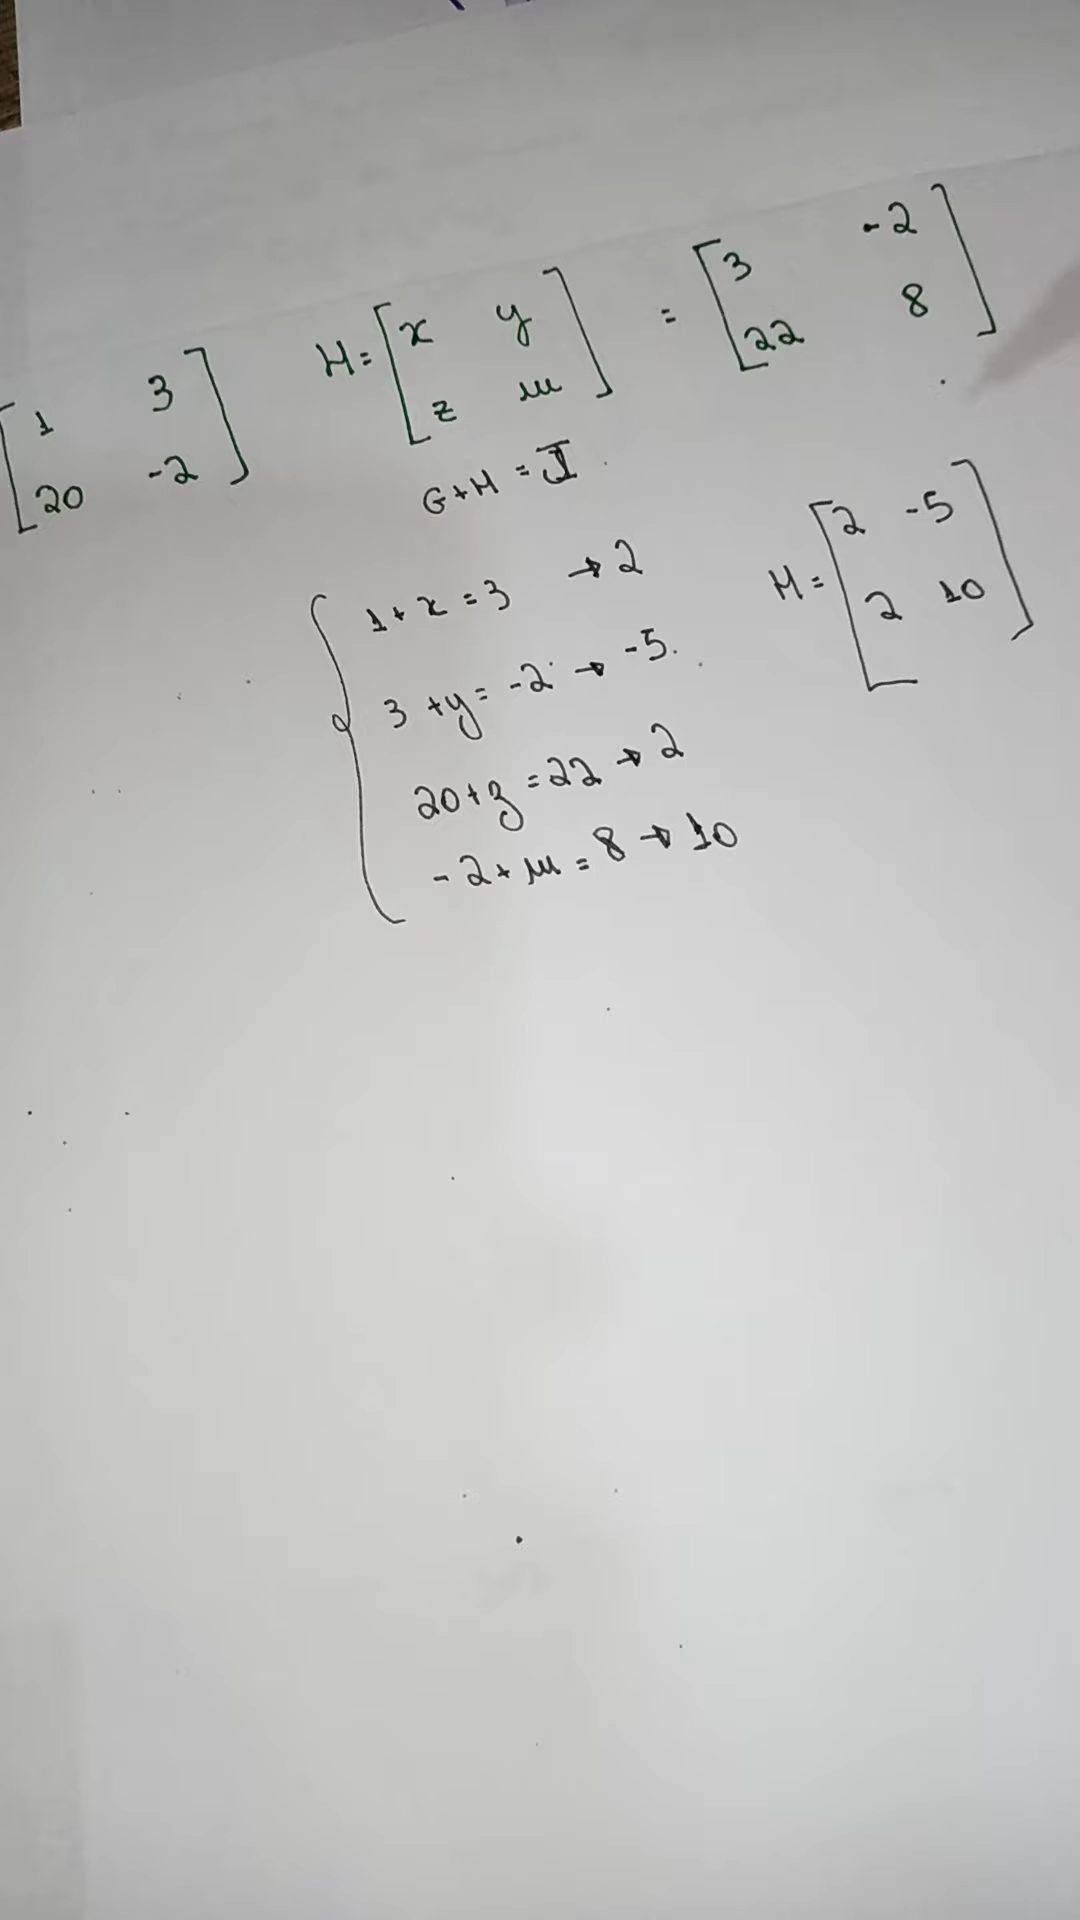 [1 3
20 -2] H=[x y
z m] = [3 -2
22 8]
G+H = I
1+x=3 → 2
3+y=-2 → -5.
20+z=22 → 2
-2+m=8 → 10
H=[2 -5
2 10]